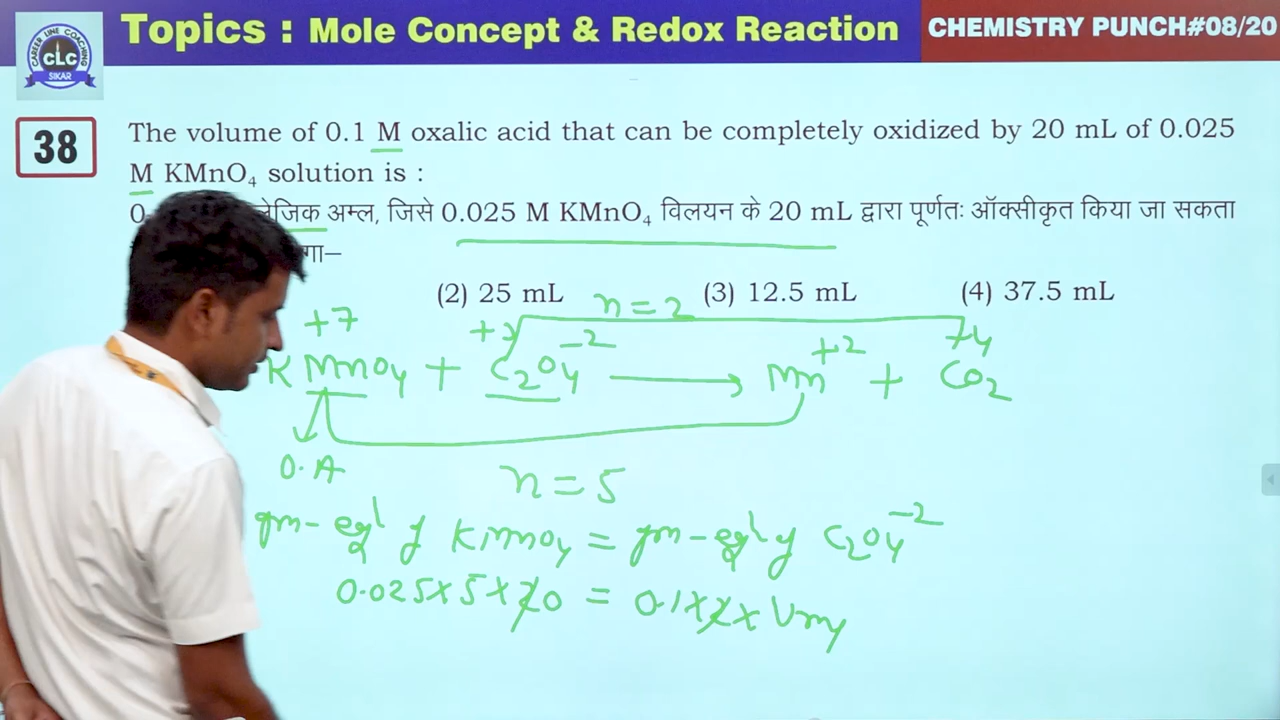 Topics : Mole Concept & Redox Reaction
CHEMISTRY PUNCH#08/20
CAREER LINE COACHING
CLC
SIKAR
38
The volume of 0.1 M oxalic acid that can be completely oxidized by 20 mL of 0.025
M KMnO₄ solution is :
अम्ल, जिसे 0.025 M KMnO₄ विलयन के 20 mL द्वारा पूर्णतः ऑक्सीकृत किया जा सकता
(2) 25 mL (3) 12.5 mL (4) 37.5 mL
n = 2
+7 +3 +2 +4
KMnO₄ + C₂O₄⁻² → Mn + CO₂
O.A
n = 5
gm-eq^l of KMnO₄ = gm-eq^l of C₂O₄⁻²
0.025×5×20 = 0.1×2×Vml